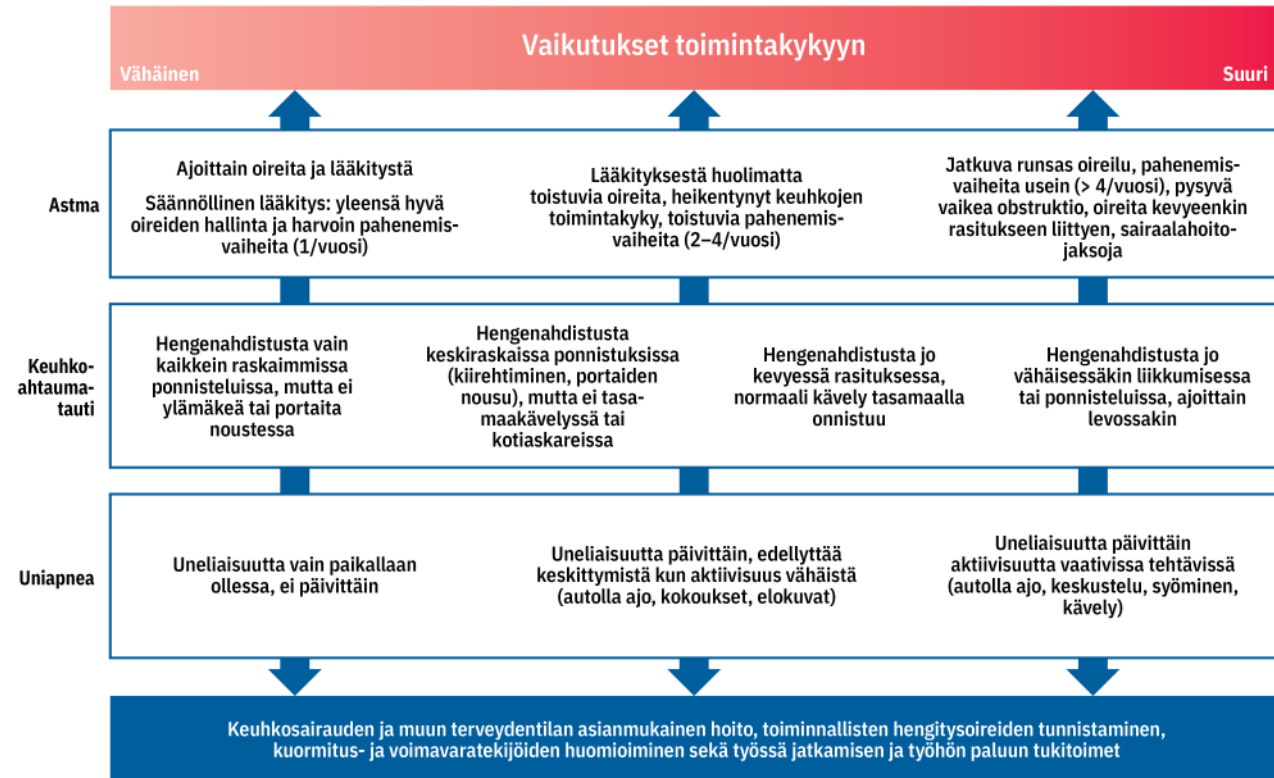 Vaikutukset toimintakykyyn
Vähäinen
Suuri
Astma
Ajoittain oireita ja lääkitystä
Säännöllinen lääkitys: yleensä hyvä
oireiden hallinta ja harvoin pahenemis-
vaiheita (1/vuosi)
Lääkityksestä huolimatta
toistuvia oireita, heikentynyt keuhkojen
toimintakyky, toistuvia pahenemis-
vaiheita (2–4/vuosi)
Jatkuva runsas oireilu, pahenemis-
vaiheita usein (> 4/vuosi), pysyvä
vaikea obstruktio, oireita kevyeenkin
rasitukseen liittyen, sairaalahoito-
jaksoja
Keuhko-
ahtauma-
tauti
Hengenahdistusta vain
kaikkein raskaimmissa
ponnisteluissa, mutta ei
ylämäkeä tai portaita
noustessa
Hengenahdistusta
keskiraskaissa ponnistuksissa
(kiirehtiminen, portaiden
nousu), mutta ei tasa-
maakävelyssä tai
kotiaskareissa
Hengenahdistusta jo
kevyessä rasituksessa,
normaali kävely tasamaalla
onnistuu
Hengenahdistusta jo
vähäisessäkin liikkumisessa
tai ponnisteluissa, ajoittain
levossakin
Uniapnea
Uneliaisuutta vain paikallaan
ollessa, ei päivittäin
Uneliaisuutta päivittäin, edellyttää
keskittymistä kun aktiivisuus vähäistä
(autolla ajo, kokoukset, elokuvat)
Uneliaisuutta päivittäin
aktiivisuutta vaativissa tehtävissä
(autolla ajo, keskustelu, syöminen,
kävely)
Keuhkosairauden ja muun terveydentilan asianmukainen hoito, toiminnallisten hengitysoireiden tunnistaminen,
kuormitus- ja voimavaratekijöiden huomioiminen sekä työssä jatkamisen ja työhön paluun tukitoimet